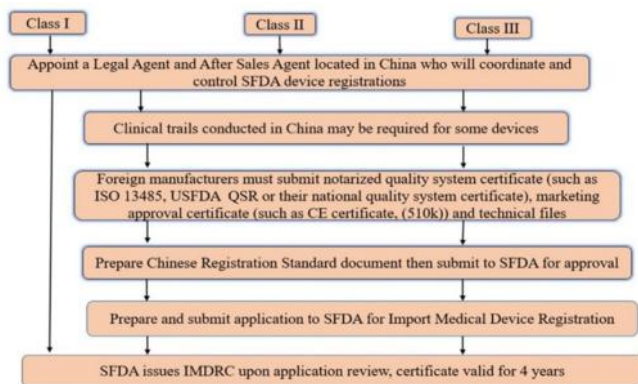 Class I
Class II
Class III
Appoint a Legal Agent and After Sales Agent located in China who will coordinate and
control SFDA device registrations
Clinical trails conducted in China may be required for some devices
Foreign manufacturers must submit notarized quality system certificate (such as
ISO 13485, USFDA QSR or their national quality system certificate), marketing
approval certificate (such as CE certificate, (510k)) and technical files
Prepare Chinese Registration Standard document then submit to SFDA for approval
Prepare and submit application to SFDA for Import Medical Device Registration
SFDA issues IMDRC upon application review, certificate valid for 4 years